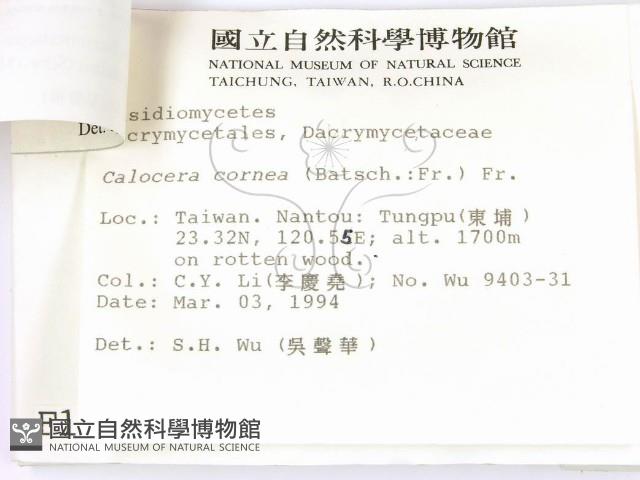 國立自然科學博物館
NATIONAL MUSEUM OF NATURAL SCIENCE
TAICHUNG, TAIWAN, R.O.CHINA
sidiomycetes
Det. crymycetales, Dacrymycetaceae
Calocera cornea (Batsch.:Fr.) Fr.
Loc.: Taiwan. Nantou: Tungpu(東埔)
23.32N, 120.55E; alt. 1700m
on rotten wood.
Col.: C.Y. Li(李慶堯); No. Wu 9403-31
Date: Mar. 03, 1994
Det.: S.H. Wu (吳聲華)
國立自然科學博物館
NATIONAL MUSEUM OF NATURAL SCIENCE